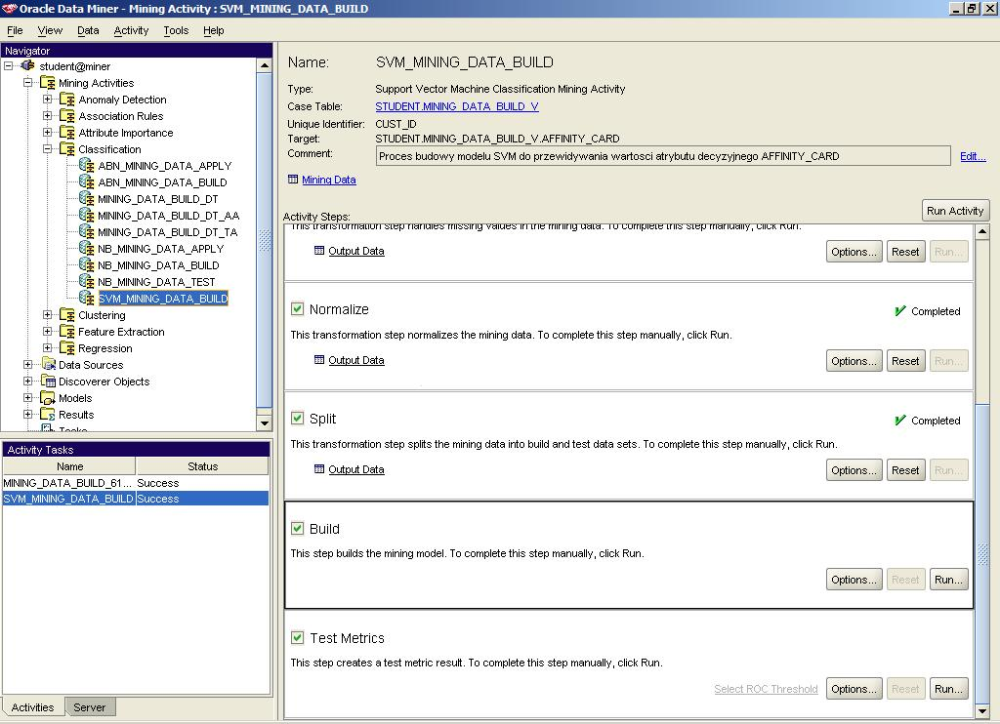 Oracle Data Miner - Mining Activity : SVM_MINING_DATA_BUILD
File View Data Activity Tools Help
Navigator
student@miner
Mining Activities
Anomaly Detection
Association Rules
Attribute Importance
Classification
ABN_MINING_DATA_APPLY
ABN_MINING_DATA_BUILD
MINING_DATA_BUILD_DT
MINING_DATA_BUILD_DT_AA
MINING_DATA_BUILD_DT_TA
NB_MINING_DATA_APPLY
NB_MINING_DATA_BUILD
NB_MINING_DATA_TEST
SVM_MINING_DATA_BUILD
Clustering
Feature Extraction
Regression
Data Sources
Discoverer Objects
Models
Results
Tasks
Activity Tasks
Name Status
MINING_DATA_BUILD_61... Success
SVM_MINING_DATA_BUILD Success
Activities Server
Name: SVM_MINING_DATA_BUILD
Type: Support Vector Machine Classification Mining Activity
Case Table: STUDENT.MINING_DATA_BUILD_V
Unique Identifier: CUST_ID
Target: STUDENT.MINING_DATA_BUILD_V.AFFINITY_CARD
Comment: Proces budowy modelu SVM do przewidywania wartosci atrybutu decyzyjnego AFFINITY_CARD Edit...
Mining Data
Run Activity
Activity Steps:
This transformation step handles missing values in the mining data. To complete this step manually, click Run.
Output Data Options... Reset Run...
Normalize Completed
This transformation step normalizes the mining data. To complete this step manually, click Run.
Output Data Options... Reset Run...
Split Completed
This transformation step splits the mining data into build and test data sets. To complete this step manually, click Run.
Output Data Options... Reset Run...
Build
This step builds the mining model. To complete this step manually, click Run.
Options... Reset Run...
Test Metrics
This step creates a test metric result. To complete this step manually, click Run.
Select ROC Threshold Options... Reset Run...